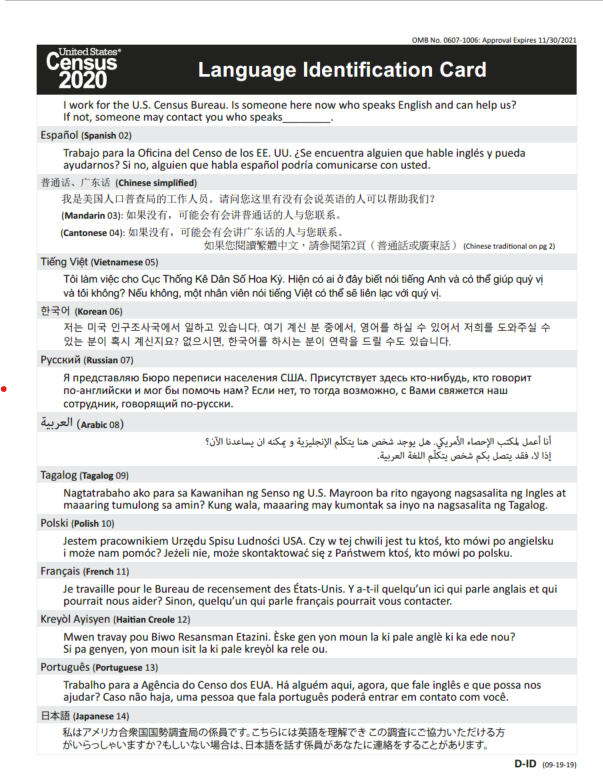 OMB No. 0607-1006: Approval Expires 11/30/2021
United States®
Census
2020
Language Identification Card
I work for the U.S. Census Bureau. Is someone here now who speaks English and can help us?
If not, someone may contact you who speaks________.
Español (Spanish 02)
Trabajo para la Oficina del Censo de los EE. UU. ¿Se encuentra alguien que hable inglés y pueda
ayudarnos? Si no, alguien que habla español podría comunicarse con usted.
普通话、广东话 (Chinese simplified)
我是美国人口普查局的工作人员。请问您这里有没有会说英语的人可以帮助我们?
(Mandarin 03): 如果没有，可能会有会讲普通话的人与您联系。
(Cantonese 04): 如果没有，可能会有会讲广东话的人与您联系。
如果您閱讀繁體中文，請參閱第2頁（普通話或廣東話） (Chinese traditional on pg 2)
Tiếng Việt (Vietnamese 05)
Tôi làm việc cho Cục Thống Kê Dân Số Hoa Kỳ. Hiện có ai ở đây biết nói tiếng Anh và có thể giúp quý vị
và tôi không? Nếu không, một nhân viên nói tiếng Việt có thể sẽ liên lạc với quý vị.
한국어 (Korean 06)
저는 미국 인구조사국에서 일하고 있습니다. 여기 계신 분 중에서, 영어를 하실 수 있어서 저희를 도와주실 수
있는 분이 혹시 계신지요? 없으시면, 한국어를 하시는 분이 연락을 드릴 수도 있습니다.
Русский (Russian 07)
Я представляю Бюро переписи населения США. Присутствует здесь кто-нибудь, кто говорит
по-английски и мог бы помочь нам? Если нет, то тогда возможно, с Вами свяжется наш
сотрудник, говорящий по-русски.
العربية (Arabic 08)
أنا أعمل لمكتب الإحصاء الأمريكي. هل يوجد شخص هنا يتكلّم الإنجليزية و يمكنه ان يساعدنا الآن؟
إذا لا، فقد يتصل بكم شخص يتكلّم اللغة العربية.
Tagalog (Tagalog 09)
Nagtatrabaho ako para sa Kawanihan ng Senso ng U.S. Mayroon ba rito ngayong nagsasalita ng Ingles at
maaaring tumulong sa amin? Kung wala, maaaring may kumontak sa inyo na nagsasalita ng Tagalog.
Polski (Polish 10)
Jestem pracownikiem Urzędu Spisu Ludności USA. Czy w tej chwili jest tu ktoś, kto mówi po angielsku
i może nam pomóc? Jeżeli nie, może skontaktować się z Państwem ktoś, kto mówi po polsku.
Français (French 11)
Je travaille pour le Bureau de recensement des États-Unis. Y a-t-il quelqu'un ici qui parle anglais et qui
pourrait nous aider? Sinon, quelqu'un qui parle français pourrait vous contacter.
Kreyòl Ayisyen (Haitian Creole 12)
Mwen travay pou Biwo Resansman Etazini. Èske gen yon moun la ki pale anglè ki ka ede nou?
Si pa genyen, yon moun isit la ki pale kreyòl ka rele ou.
Português (Portuguese 13)
Trabalho para a Agência do Censo dos EUA. Há alguém aqui, agora, que fale inglês e que possa nos
ajudar? Caso não haja, uma pessoa que fala português poderá entrar em contato com você.
日本語 (Japanese 14)
私はアメリカ合衆国国勢調査局の係員です。こちらには英語を理解でき この調査にご協力いただける方
がいらっしゃいますか?もしいない場合は、日本語を話す係員があなたに連絡をすることがあります。
D-ID (09-19-19)